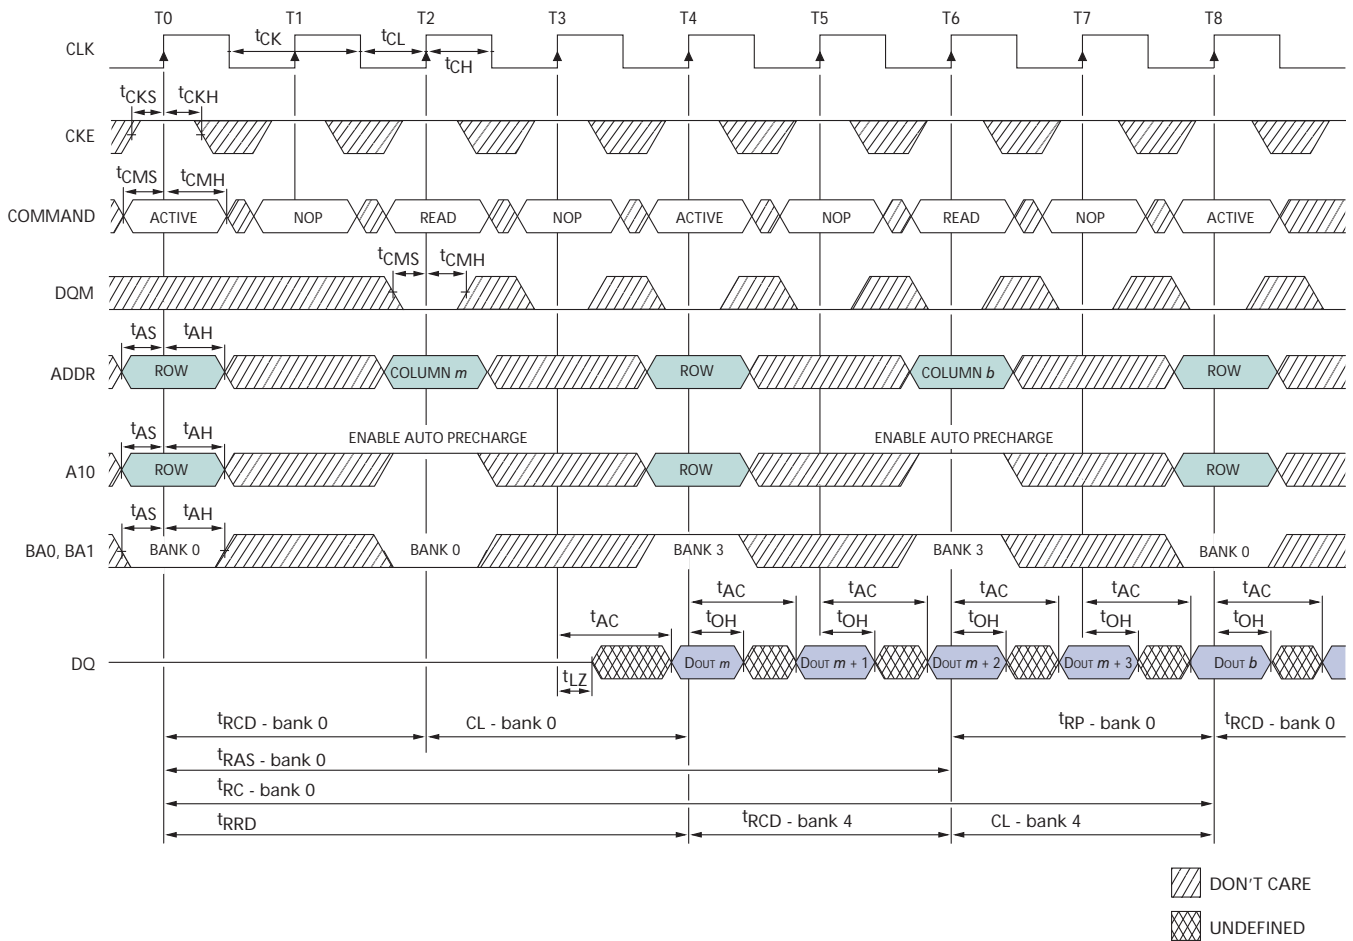 T0 T1 T2 T3 T4 T5 T6 T7 T8
CLK
tCK tCL
tCH
tCKS tCKH
CKE
tCMS tCMH
COMMAND ACTIVE NOP READ NOP ACTIVE NOP READ NOP ACTIVE
tCMS tCMH
DQM
tAS tAH
ADDR ROW COLUMN m ROW COLUMN b ROW
tAS tAH ENABLE AUTO PRECHARGE ENABLE AUTO PRECHARGE
A10 ROW ROW ROW
tAS tAH
BA0, BA1 BANK 0 BANK 0 BANK 3 BANK 3 BANK 0
tAC tAC tAC tAC tAC
tAC tOH tOH tOH tOH tOH
DQ DOUT m DOUT m + 1 DOUT m + 2 DOUT m + 3 DOUT b
tLZ
tRCD - bank 0 CL - bank 0 tRP - bank 0 tRCD - bank 0
tRAS - bank 0
tRC - bank 0
tRRD tRCD - bank 4 CL - bank 4
DON'T CARE
UNDEFINED